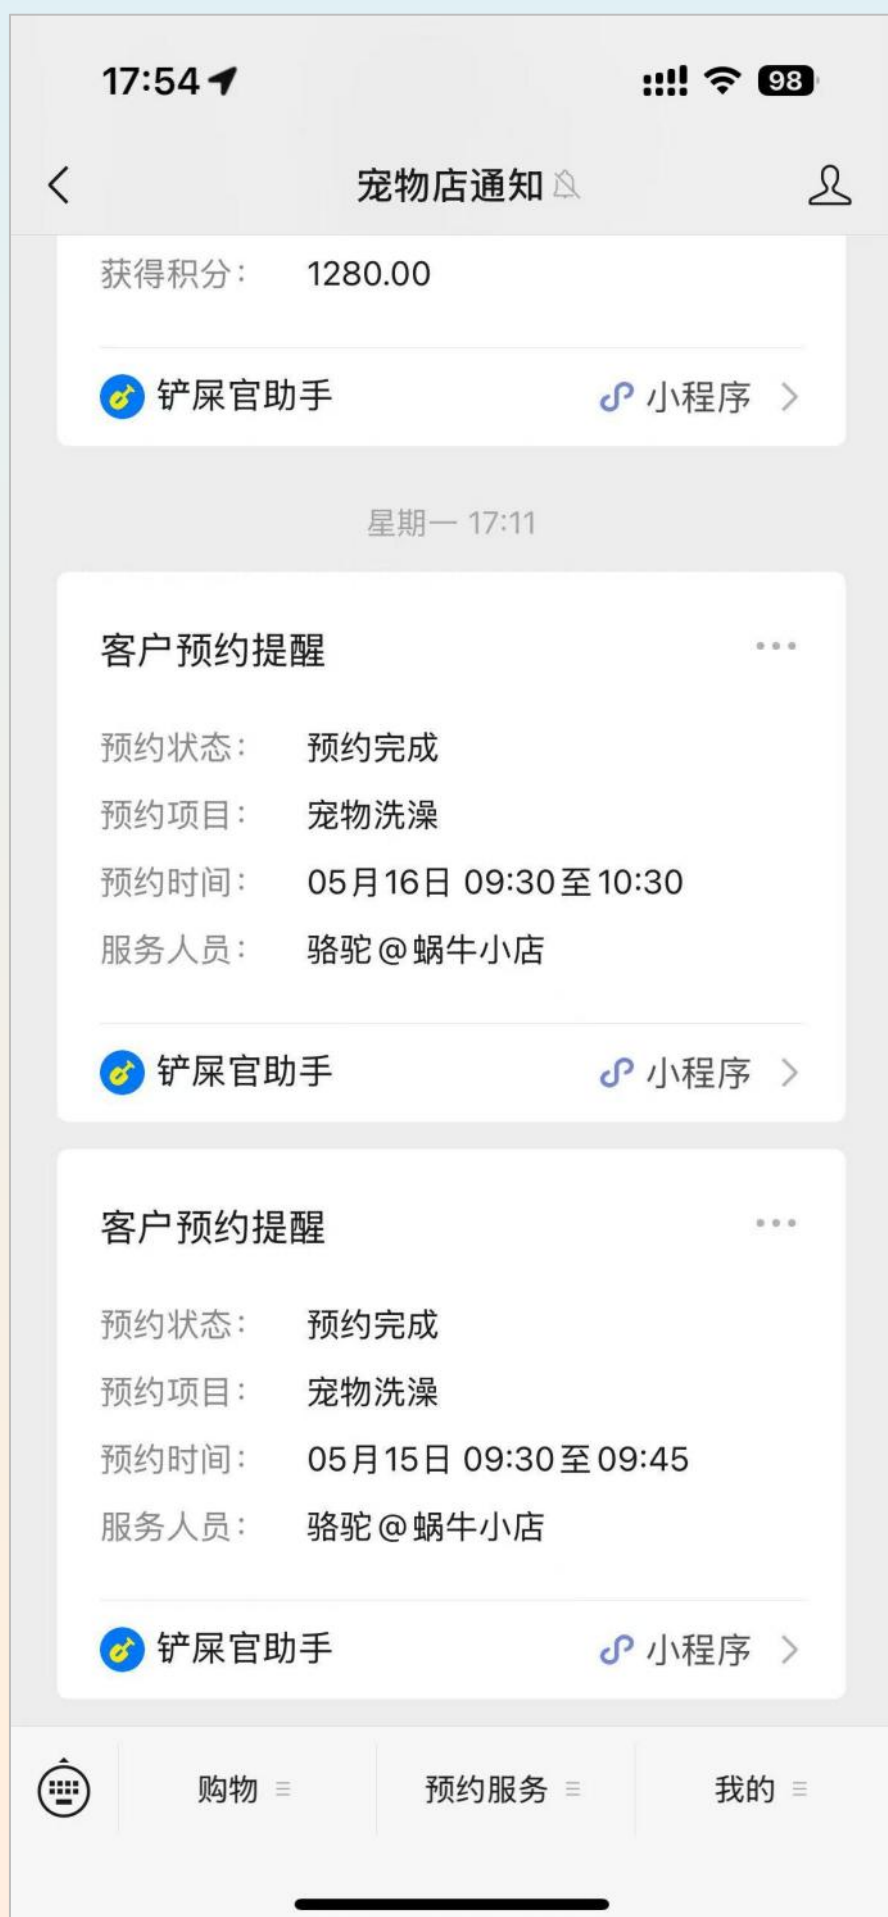 17:54
98
宠物店通知
获得积分： 1280.00
铲屎官助手 小程序
星期一 17:11
客户预约提醒
预约状态： 预约完成
预约项目： 宠物洗澡
预约时间： 05月16日 09:30至10:30
服务人员： 骆驼@蜗牛小店
铲屎官助手 小程序
客户预约提醒
预约状态： 预约完成
预约项目： 宠物洗澡
预约时间： 05月15日 09:30至09:45
服务人员： 骆驼@蜗牛小店
铲屎官助手 小程序
购物 预约服务 我的